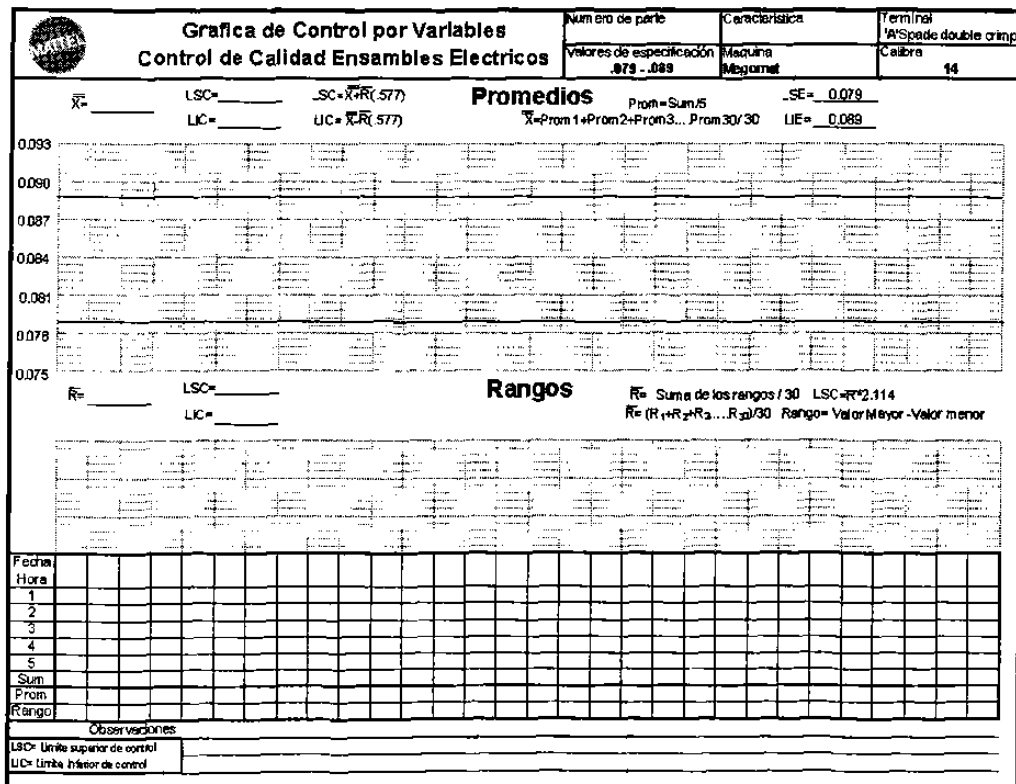 MATTEL
Grafica de Control por Variables
Control de Calidad Ensambles Electricos
Numero de parte
Caracteristica
Terminal
'A'Spade double crimp
Valores de especificación
.079 - .089
Maquina
Megomat
Calibra
14
X̿= LSC= _SC=X̿+R̅(.577) Promedios Prom=Sum/5 _SE= 0.079
LIC= LIC= X̿-R̅(.577) X̿=Prom1+Prom2+Prom3... Prom30/30 LIE= 0.089
0.093
0.090
0.087
0.084
0.081
0.078
0.075
R̅= LSC= Rangos R̅= Suma de los rangos / 30 LSC=R̅*2.114
LIC= R̅= (R1+R2+R3....R30)/30 Rango= Valor Mayor -Valor menor
Fecha
Hora
1
2
3
4
5
Sum
Prom
Rango
Observaciones
LSC= Limite superior de control
LIC= Limite inferior de control